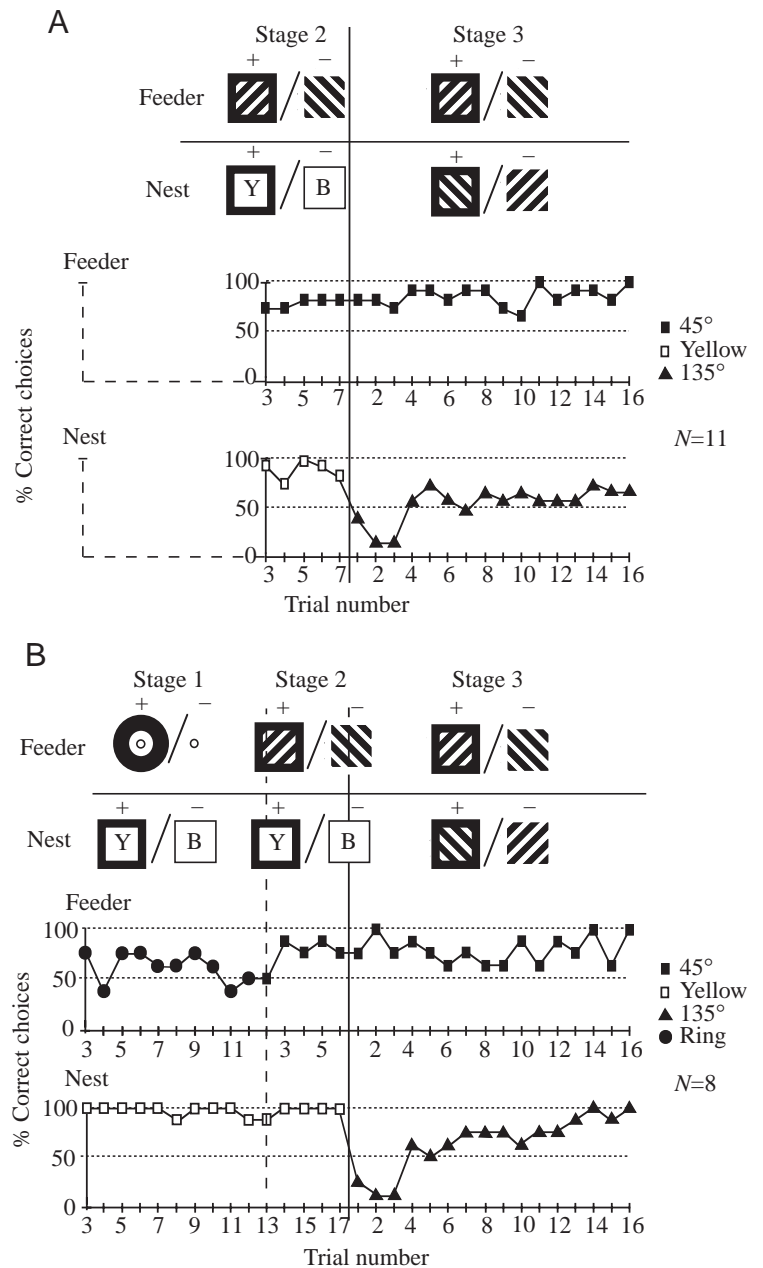 A
Stage 2 Stage 3
+ − + −
Feeder
+ − + −
Nest Y B
Feeder
100
50
0
3 5 7 2 4 6 8 10 12 14 16
Nest
100
50
0
3 5 7 2 4 6 8 10 12 14 16
Trial number
% Correct choices
45°
Yellow
135°
N=11
B
Stage 1 Stage 2 Stage 3
+ − + − + −
Feeder
+ − + − + −
Nest Y B Y B
Feeder
100
50
0
3 5 7 9 11 3 5 2 4 6 8 10 12 14 16
Nest
100
50
0
3 5 7 9 11 13 15 17 2 4 6 8 10 12 14 16
Trial number
% Correct choices
45°
Yellow
135°
Ring
N=8